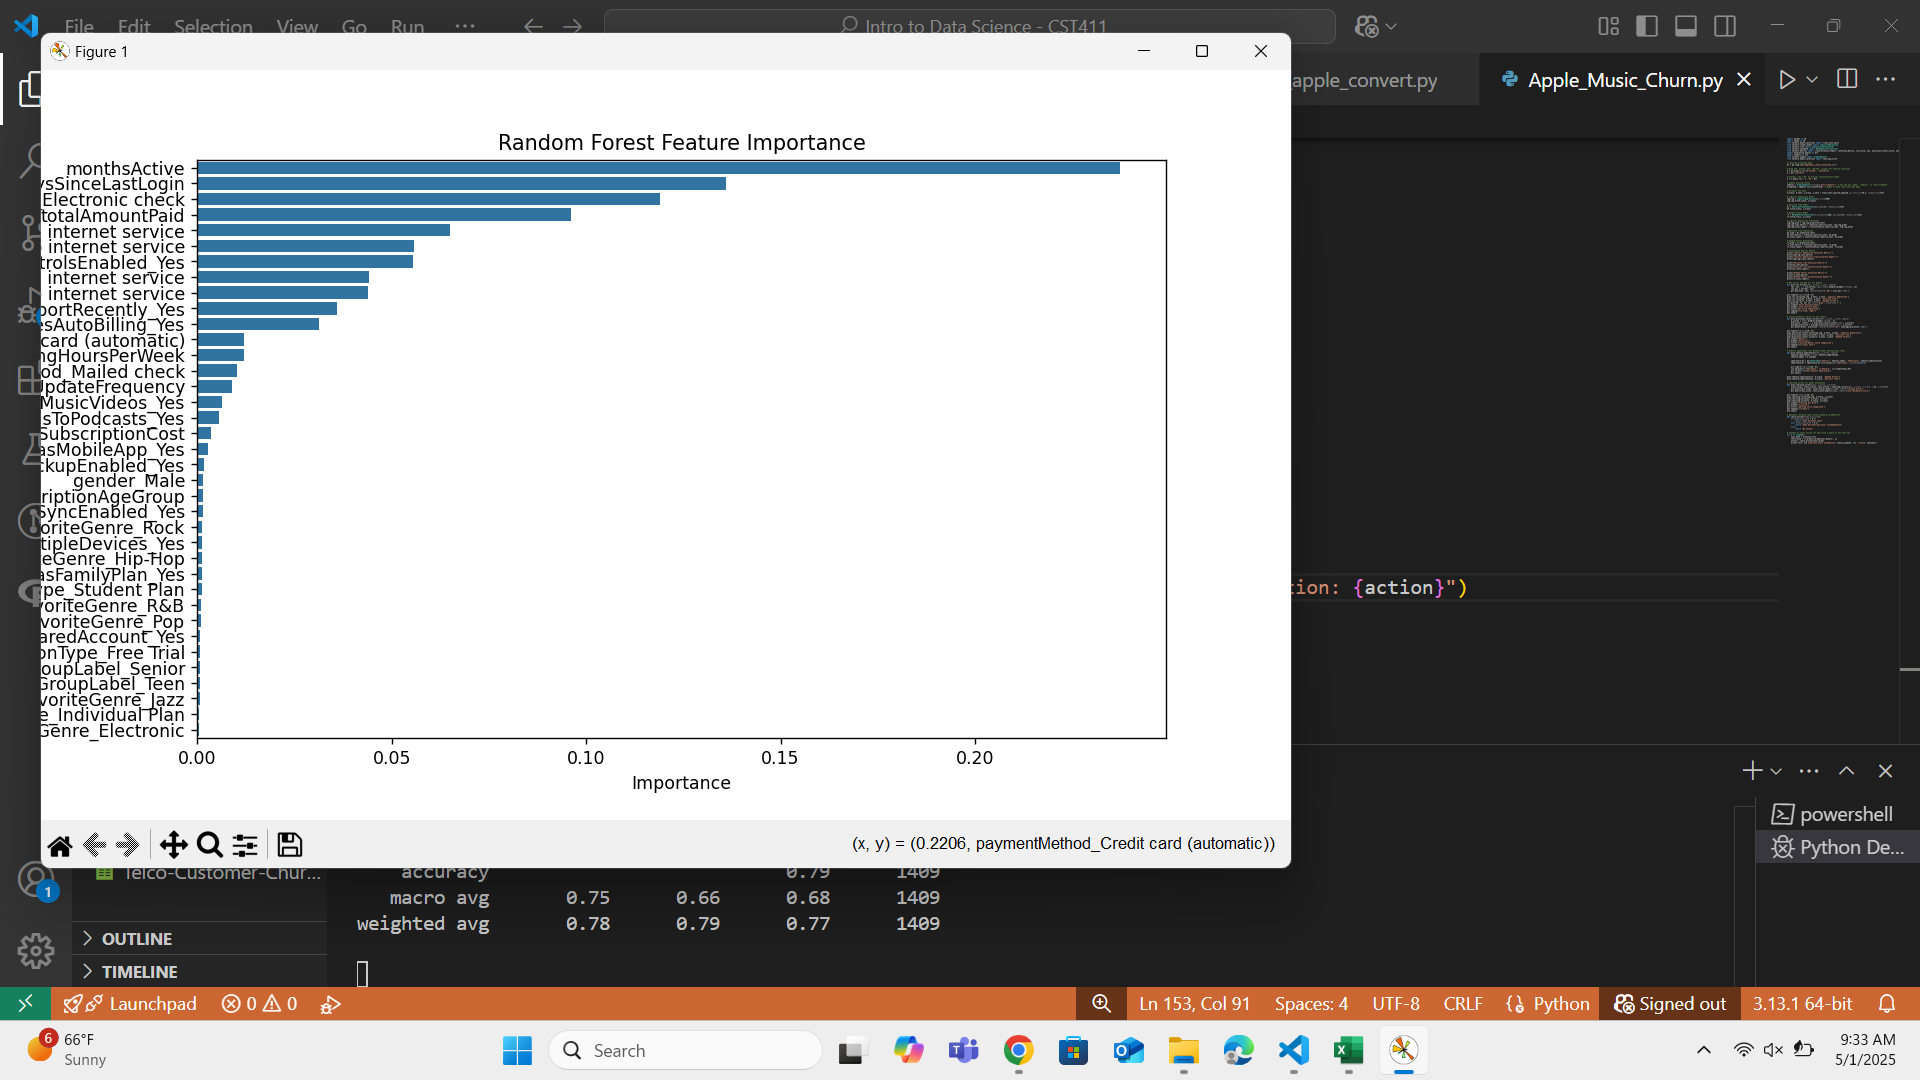 File Edit Selection View Go Run
Intro to Data Science - CST411
Figure 1
apple_convert.py
Apple_Music_Churn.py
Random Forest Feature Importance
monthsActive
ysSinceLastLogin
Electronic check
totalAmountPaid
internet service
internet service
trolsEnabled_Yes
internet service
internet service
portRecently_Yes
esAutoBilling_Yes
card (automatic)
ngHoursPerWeek
od_Mailed check
UpdateFrequency
MusicVideos_Yes
sToPodcasts_Yes
SubscriptionCost
asMobileApp_Yes
ckupEnabled_Yes
gender_Male
riptionAgeGroup
SyncEnabled_Yes
oriteGenre_Rock
tipleDevices_Yes
eGenre_Hip-Hop
asFamilyPlan_Yes
pe_Student Plan
voriteGenre_R&B
voriteGenre_Pop
aredAccount_Yes
onType_Free Trial
oupLabel_Senior
GroupLabel_Teen
voriteGenre_Jazz
e_Individual Plan
Genre_Electronic
0.00 0.05 0.10 0.15 0.20
Importance
(x, y) = (0.2206, paymentMethod_Credit card (automatic))
tion: {action}")
powershell
Python De...
Telco-Customer-Chur...
OUTLINE
TIMELINE
accuracy 0.79 1409
macro avg 0.75 0.66 0.68 1409
weighted avg 0.78 0.79 0.77 1409
1
Launchpad 0 0
Ln 153, Col 91 Spaces: 4 UTF-8 CRLF Python Signed out 3.13.1 64-bit
6
66°F
Sunny
Search
9:33 AM
5/1/2025